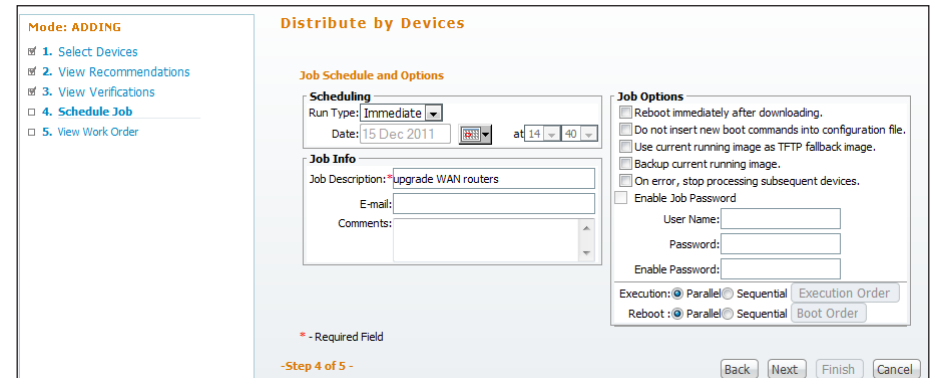 Mode: ADDING
1. Select Devices
2. View Recommendations
3. View Verifications
4. Schedule Job
5. View Work Order
Distribute by Devices
Job Schedule and Options
Scheduling
Run Type: Immediate
Date: 15 Dec 2011 at 14 40
Job Info
Job Description:*upgrade WAN routers
E-mail:
Comments:
Job Options
Reboot immediately after downloading.
Do not insert new boot commands into configuration file.
Use current running image as TFTP fallback image.
Backup current running image.
On error, stop processing subsequent devices.
Enable Job Password
User Name:
Password:
Enable Password:
Execution: Parallel Sequential Execution Order
Reboot : Parallel Sequential Boot Order
* - Required Field
-Step 4 of 5 -
Back Next Finish Cancel